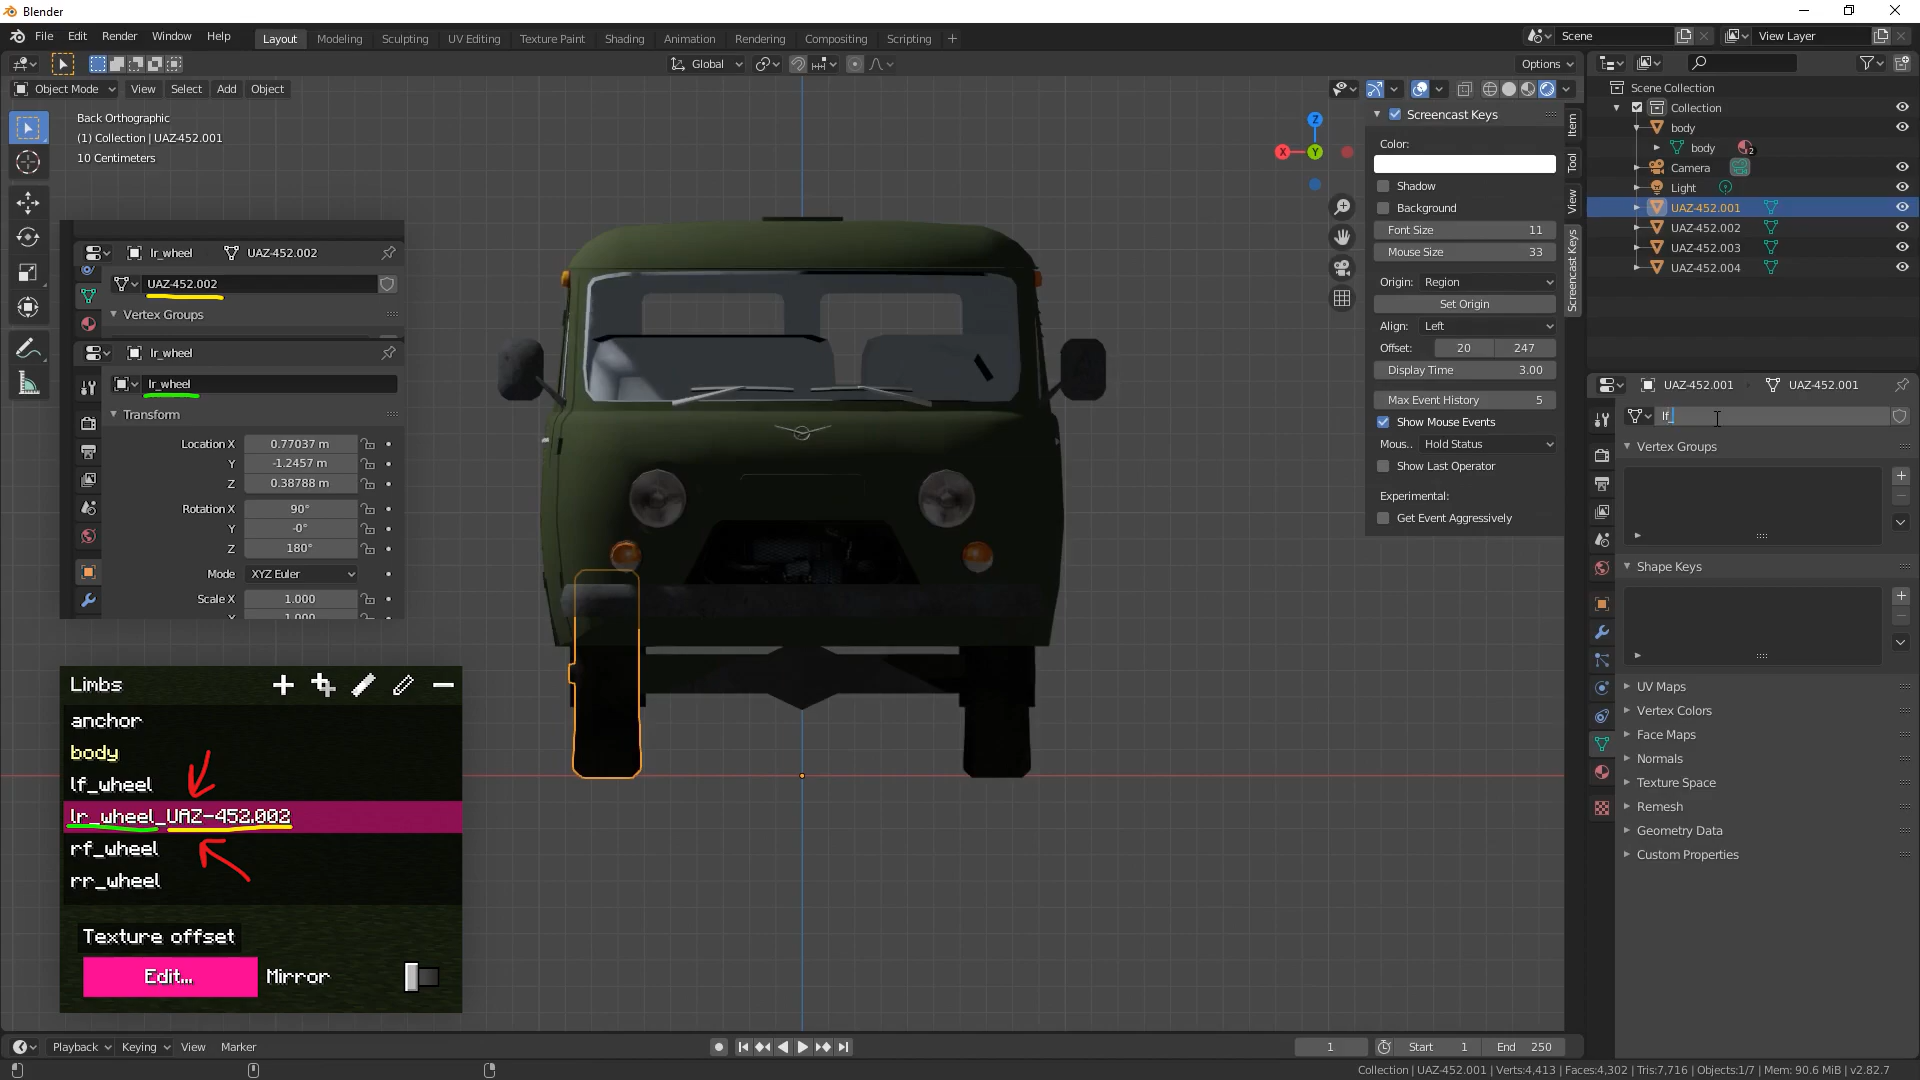 Blender
File Edit Render Window Help
Layout Modeling Sculpting UV Editing Texture Paint Shading Animation Rendering Compositing Scripting
Scene
View Layer
Global
Options
Object Mode View Select Add Object
Back Orthographic
(1) Collection | UAZ-452.001
10 Centimeters
Z
X
Y
Screencast Keys
Color:
Shadow
Background
Font Size 11
Mouse Size 33
Origin: Region
Set Origin
Align: Left
Offset: 20 247
Display Time 3.00
Max Event History 5
Show Mouse Events
Mous.. Hold Status
Show Last Operator
Experimental:
Get Event Aggressively
Item
Tool
View
Screencast Keys
Scene Collection
Collection
body
body 2
Camera
Light
UAZ-452.001
UAZ-452.002
UAZ-452.003
UAZ-452.004
UAZ-452.001 UAZ-452.001
lf_
Vertex Groups
Shape Keys
UV Maps
Vertex Colors
Face Maps
Normals
Texture Space
Remesh
Geometry Data
Custom Properties
lr_wheel UAZ-452.002
UAZ-452.002
Vertex Groups
lr_wheel
lr_wheel
Transform
Location X 0.77037 m
Y -1.2457 m
Z 0.38788 m
Rotation X 90°
Y -0°
Z 180°
Mode XYZ Euler
Scale X 1.000
Y 1.000
Limbs
anchor
body
lf_wheel
lr_wheel_UAZ-452.002
rf_wheel
rr_wheel
Texture offset
Edit... Mirror
Playback Keying View Marker
1 Start 1 End 250
Collection | UAZ-452.001 | Verts:4,413 | Faces:4,302 | Tris:7,716 | Objects:1/7 | Mem: 90.6 MiB | v2.82.7